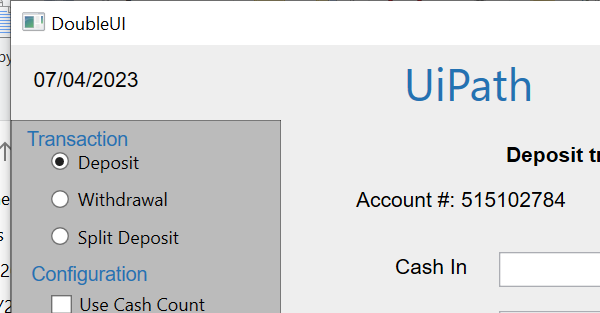 DoubleUI
07/04/2023
UiPath
Transaction
Deposit
Withdrawal
Split Deposit
Configuration
Use Cash Count
Deposit
Account #: 515102784
Cash In